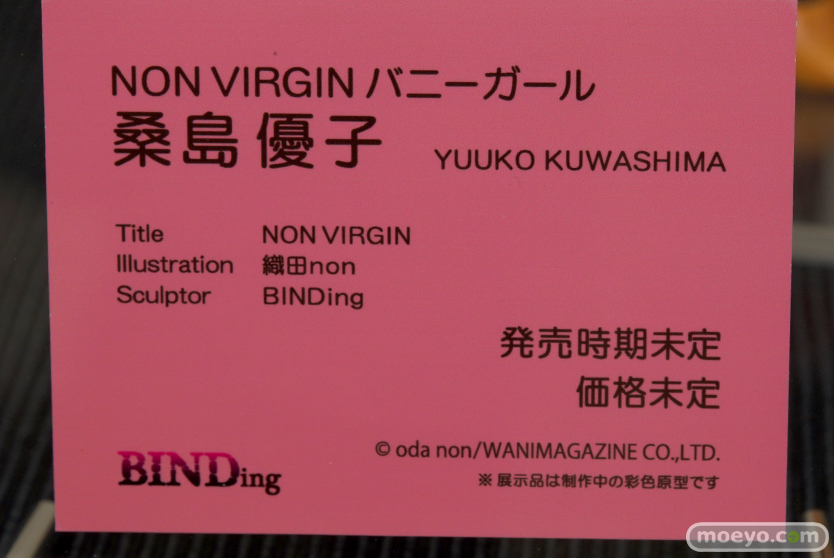 NON VIRGIN バニーガール
桑島 優子 YUUKO KUWASHIMA
Title NON VIRGIN
Illustration 織田non
Sculptor BINDing
発売時期未定
価格未定
© oda non/WANIMAGAZINE CO.,LTD.
BINDing
※展示品は制作中の彩色原型です
moeyo.com